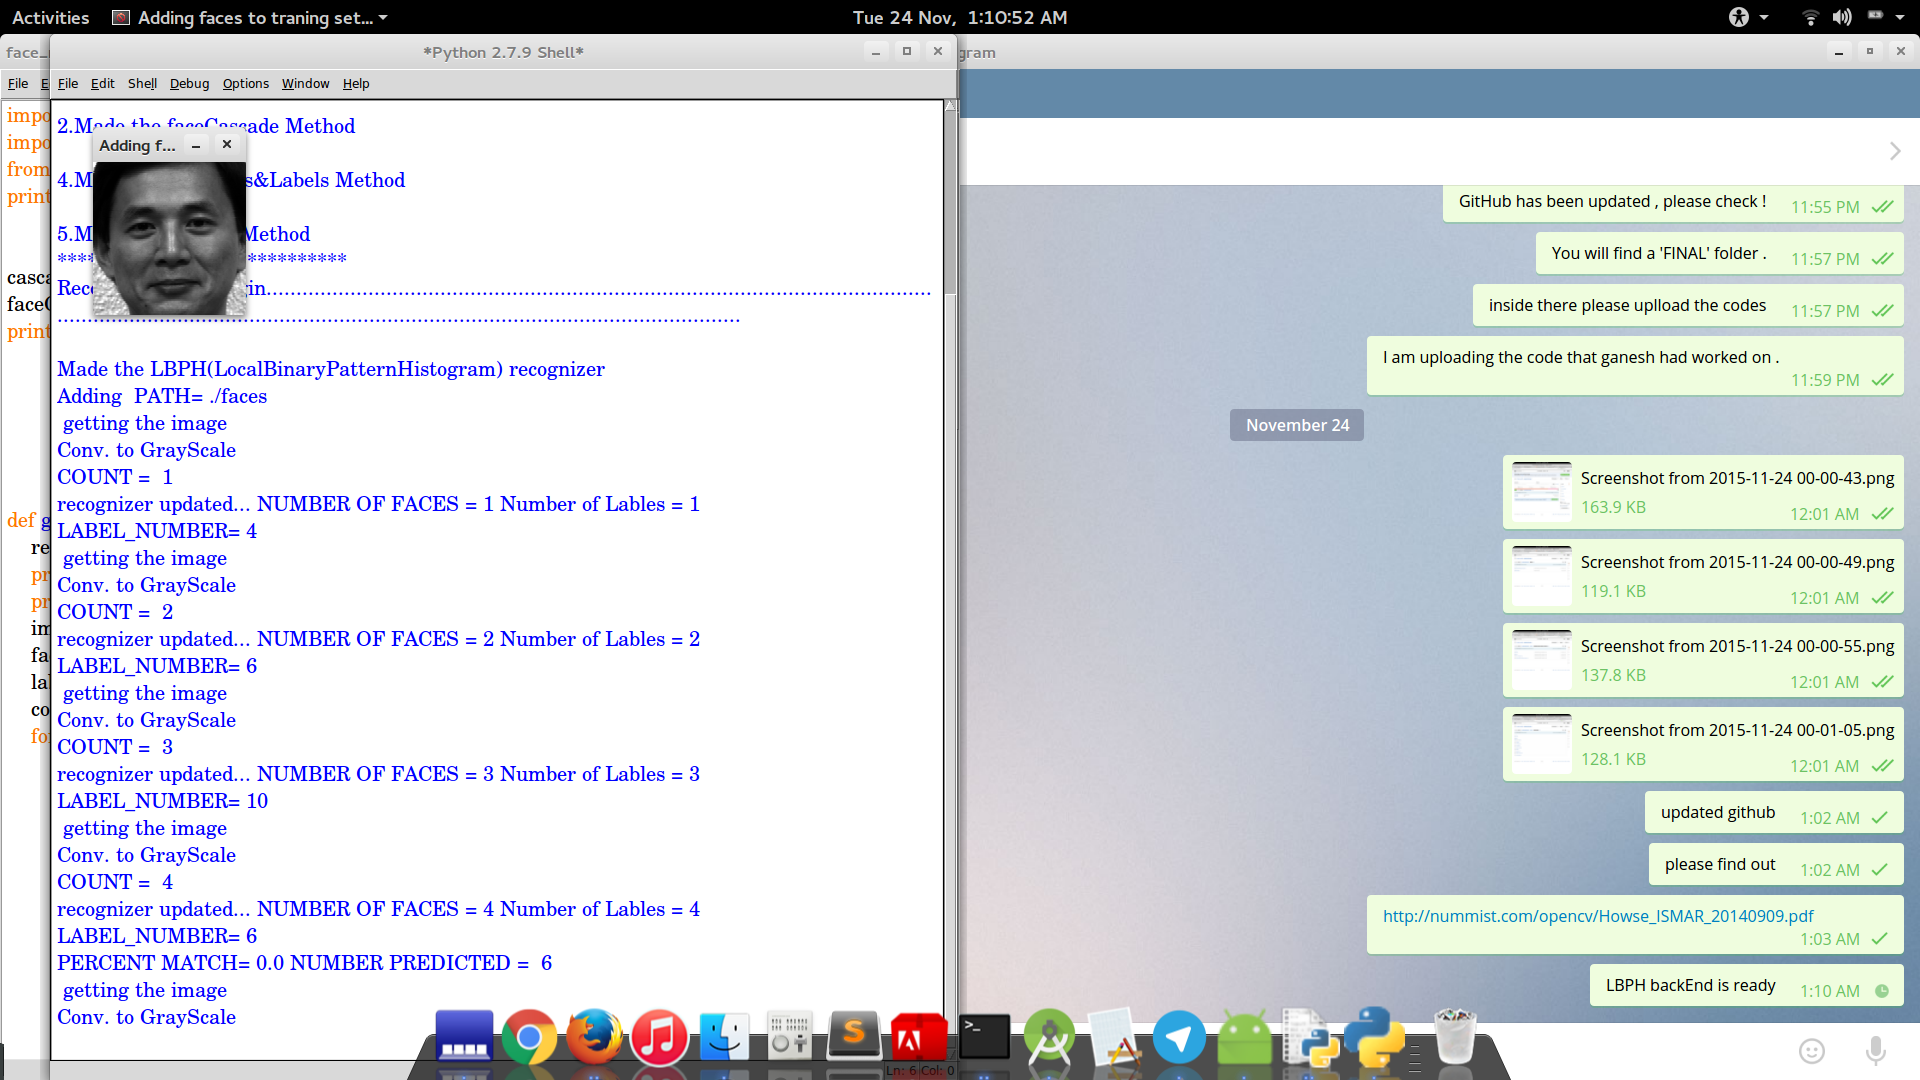 Activities
Adding faces to traning set...
Tue 24 Nov, 1:10:52 AM
face_
*Python 2.7.9 Shell*
gram
File
E
File Edit Shell Debug Options Window Help
impo
impo
from
print
casca
faceC
print
def g
re
pr
pr
im
fa
la
co
for
2.Made the faceCascade Method
Adding f...
4.M
s&Labels Method
5.M
Method
****
**********
Reco
gin
Made the LBPH(LocalBinaryPatternHistogram) recognizer
Adding  PATH= ./faces
getting the image
Conv. to GrayScale
COUNT =  1
recognizer updated... NUMBER OF FACES = 1 Number of Lables = 1
LABEL_NUMBER= 4
getting the image
Conv. to GrayScale
COUNT =  2
recognizer updated... NUMBER OF FACES = 2 Number of Lables = 2
LABEL_NUMBER= 6
getting the image
Conv. to GrayScale
COUNT =  3
recognizer updated... NUMBER OF FACES = 3 Number of Lables = 3
LABEL_NUMBER= 10
getting the image
Conv. to GrayScale
COUNT =  4
recognizer updated... NUMBER OF FACES = 4 Number of Lables = 4
LABEL_NUMBER= 6
PERCENT MATCH= 0.0 NUMBER PREDICTED =  6
getting the image
Conv. to GrayScale
Ln: 6 Col: 0
GitHub has been updated , please check ! 11:55 PM
You will find a 'FINAL' folder . 11:57 PM
inside there please uplload the codes 11:57 PM
I am uploading the code that ganesh had worked on .
11:59 PM
November 24
Screenshot from 2015-11-24 00-00-43.png
163.9 KB
12:01 AM
Screenshot from 2015-11-24 00-00-49.png
119.1 KB
12:01 AM
Screenshot from 2015-11-24 00-00-55.png
137.8 KB
12:01 AM
Screenshot from 2015-11-24 00-01-05.png
128.1 KB
12:01 AM
updated github 1:02 AM
please find out 1:02 AM
http://nummist.com/opencv/Howse_ISMAR_20140909.pdf
1:03 AM
LBPH backEnd is ready 1:10 AM